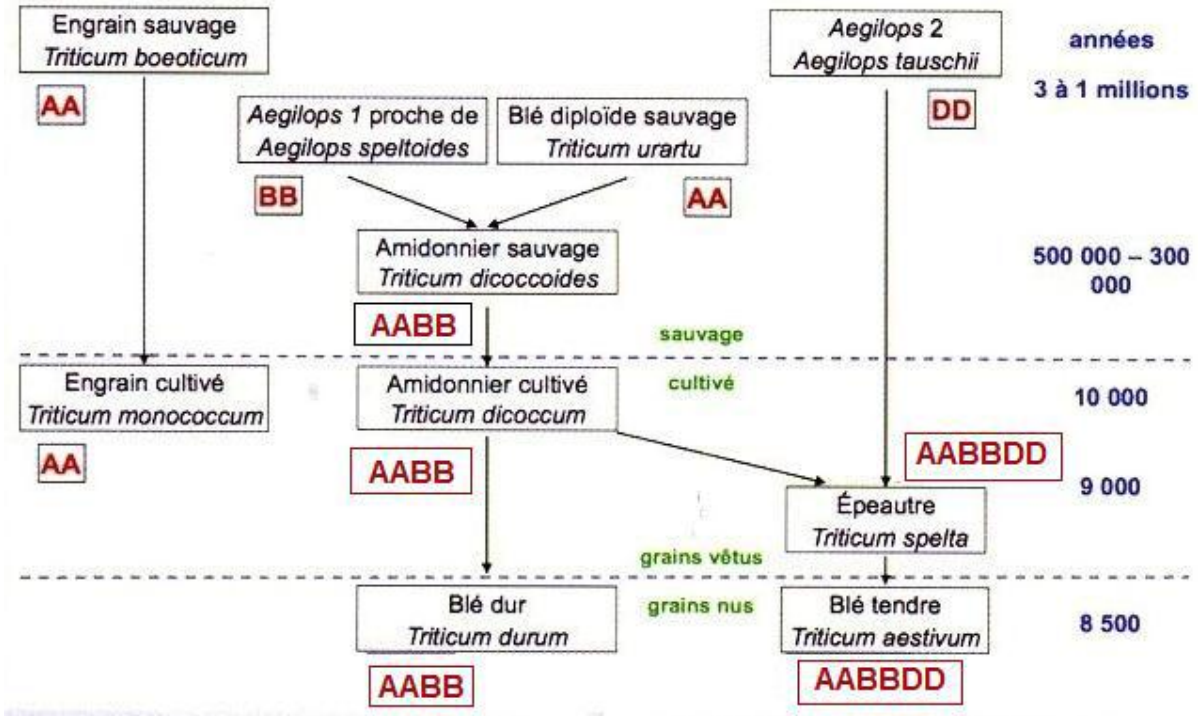 Engrain sauvage
Triticum boeoticum
AA
Aegilops 2
Aegilops tauschii
DD
années
3 à 1 millions
Aegilops 1 proche de
Aegilops speltoides
BB
Blé diploïde sauvage
Triticum urartu
AA
Amidonnier sauvage
Triticum dicoccoides
AABB
500 000 – 300
000
sauvage
cultivé
Engrain cultivé
Triticum monococcum
AA
Amidonnier cultivé
Triticum dicoccum
AABB
10 000
AABBDD
9 000
Épeautre
Triticum spelta
grains vêtus
grains nus
Blé dur
Triticum durum
AABB
Blé tendre
Triticum aestivum
AABBDD
8 500